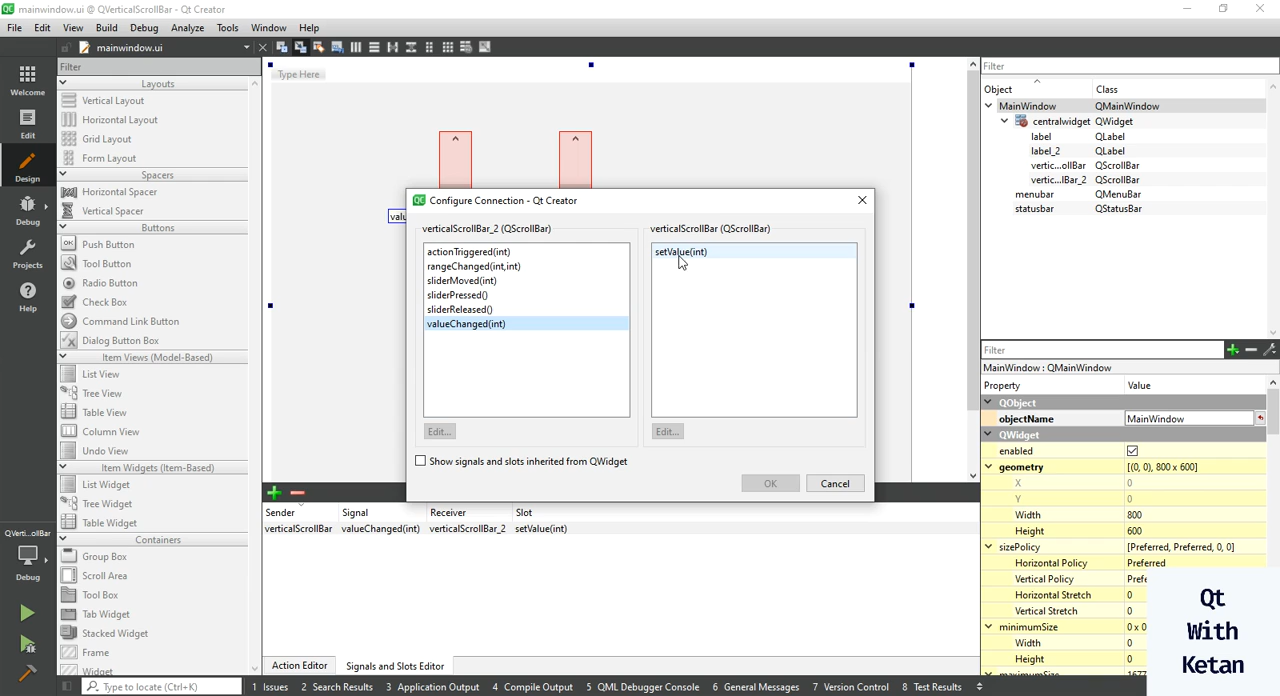 mainwindow.ui @ QVerticalScrollBar - Qt Creator
File Edit View Build Debug Analyze Tools Window Help
mainwindow.ui
Filter
Layouts
Vertical Layout
Horizontal Layout
Grid Layout
Form Layout
Spacers
Horizontal Spacer
Vertical Spacer
Buttons
Push Button
Tool Button
Radio Button
Check Box
Command Link Button
Dialog Button Box
Item Views (Model-Based)
List View
Tree View
Table View
Column View
Undo View
Item Widgets (Item-Based)
List Widget
Tree Widget
Table Widget
Containers
Group Box
Scroll Area
Tool Box
Tab Widget
Stacked Widget
Frame
Widget
Welcome
Edit
Design
Debug
Projects
Help
QVerti...ollBar
Debug
Type Here
Configure Connection - Qt Creator
verticalScrollBar_2 (QScrollBar)
actionTriggered(int)
rangeChanged(int,int)
sliderMoved(int)
sliderPressed()
sliderReleased()
valueChanged(int)
Edit...
verticalScrollBar (QScrollBar)
setValue(int)
Edit...
Show signals and slots inherited from QWidget
OK Cancel
Sender Signal Receiver Slot
verticalScrollBar valueChanged(int) verticalScrollBar_2 setValue(int)
Action Editor Signals and Slots Editor
Filter
Object Class
MainWindow QMainWindow
centralwidget QWidget
label QLabel
label_2 QLabel
vertic...ollBar QScrollBar
vertic...lBar_2 QScrollBar
menubar QMenuBar
statusbar QStatusBar
Filter
MainWindow : QMainWindow
Property Value
QObject
objectName MainWindow
QWidget
enabled
geometry [(0, 0), 800 x 600]
X 0
Y 0
Width 800
Height 600
sizePolicy [Preferred, Preferred, 0, 0]
Horizontal Policy Preferred
Vertical Policy Prefe
Horizontal Stretch 0
Vertical Stretch 0
minimumSize 0 x 0
Width 0
Height 0
Qt
With
Ketan
Type to locate (Ctrl+K) 1 Issues 2 Search Results 3 Application Output 4 Compile Output 5 QML Debugger Console 6 General Messages 7 Version Control 8 Test Results